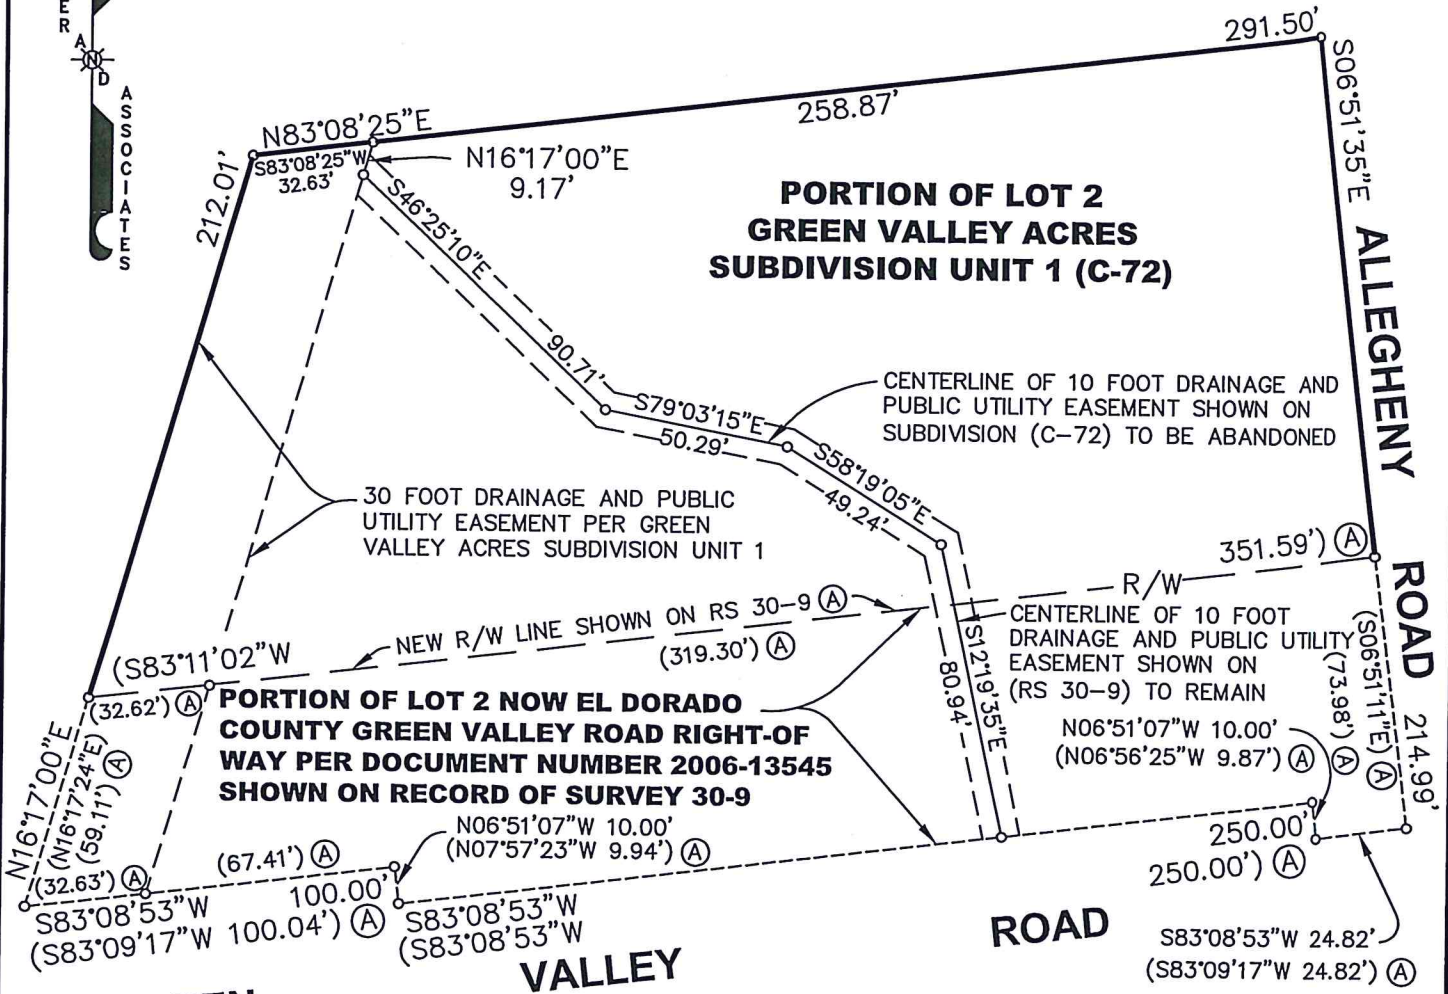 ER
AND
ASSOCIATES
291.50'
N83°08'25"E
258.87'
S83°08'25"W
32.63'
N16°17'00"E
9.17'
212.01'
S46°25'10"E
90.71'
S06°51'35"E
PORTION OF LOT 2
GREEN VALLEY ACRES
SUBDIVISION UNIT 1 (C-72)
ALLEGHENY
ROAD
CENTERLINE OF 10 FOOT DRAINAGE AND
PUBLIC UTILITY EASEMENT SHOWN ON
SUBDIVISION (C-72) TO BE ABANDONED
S79°03'15"E
50.29'
S58°19'05"E
49.24'
30 FOOT DRAINAGE AND PUBLIC
UTILITY EASEMENT PER GREEN
VALLEY ACRES SUBDIVISION UNIT 1
351.59') Ⓐ
R/W
NEW R/W LINE SHOWN ON RS 30-9 Ⓐ
(319.30') Ⓐ
(S83°11'02"W
(32.62') Ⓐ
CENTERLINE OF 10 FOOT
DRAINAGE AND PUBLIC UTILITY
EASEMENT SHOWN ON
(RS 30-9) TO REMAIN
S12°19'35"E
80.94'
(S06°51'11"E) Ⓐ
(73.98') Ⓐ
214.99'
PORTION OF LOT 2 NOW EL DORADO
COUNTY GREEN VALLEY ROAD RIGHT-OF
WAY PER DOCUMENT NUMBER 2006-13545
SHOWN ON RECORD OF SURVEY 30-9
N06°51'07"W 10.00'
(N06°56'25"W 9.87') Ⓐ
N16°17'00"E
(N16°17'24"E)
(59.11') Ⓐ
N06°51'07"W 10.00'
(N07°57'23"W 9.94') Ⓐ
(67.41') Ⓐ
(32.63') Ⓐ
100.00'
S83°08'53"W
(S83°09'17"W 100.04') Ⓐ
S83°08'53"W
(S83°08'53"W
250.00'
250.00') Ⓐ
S83°08'53"W 24.82'
(S83°09'17"W 24.82') Ⓐ
VALLEY
ROAD